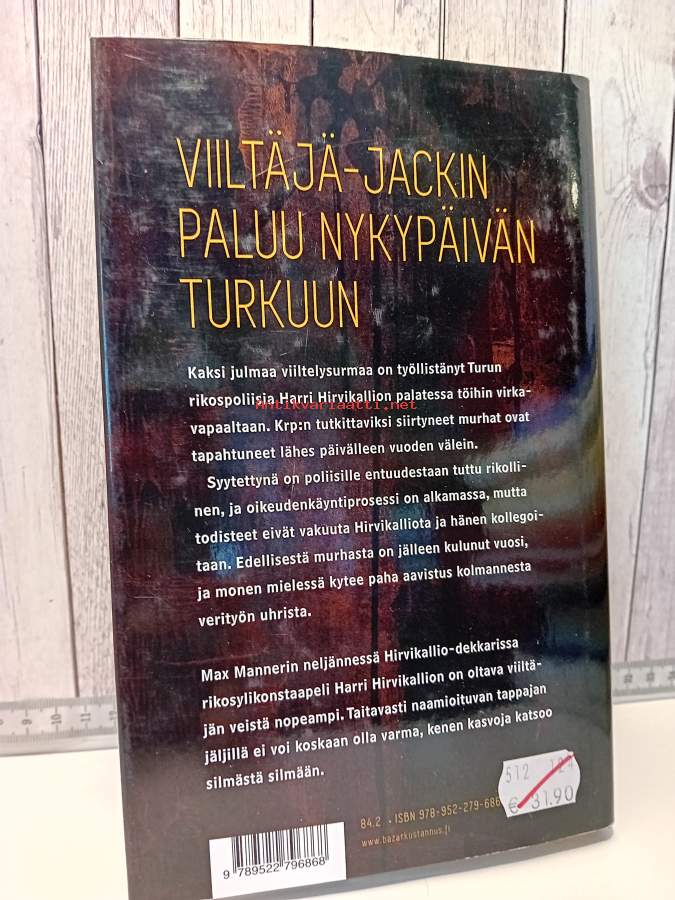 VIILTÄJÄ-JACKIN
PALUU NYKYPÄIVÄN
TURKUUN
Kaksi julmaa viiltelysurmaa on työllistänyt Turun
rikospoliisia Harri Hirvikallion palatessa töihin virka-
Antikvariaatti.net
vapaaltaan. Krp:n tutkittaviksi siirtyneet murhat ovat
tapahtuneet lähes päivälleen vuoden välein.
Syytettynä on poliisille entuudestaan tuttu rikolli-
nen, ja oikeudenkäyntiprosessi on alkamassa, mutta
todisteet eivät vakuuta Hirvikalliota ja hänen kollegoi-
taan. Edellisestä murhasta on jälleen kulunut vuosi,
ja monen mielessä kytee paha aavistus kolmannesta
verityön uhrista.
Max Mannerin neljännessä Hirvikallio-dekkarissa
rikosylikonstaapeli Harri Hirvikallion on oltava viiltä-
jän veistä nopeampi. Taitavasti naamioituvan tappajan
jäljillä ei voi koskaan olla varma, kenen kasvoja katsoo
silmästä silmään.
512
€ 31.90
84.2 • ISBN 978-952-279-686
www.bazarkustannus.fi
9 789522 796868